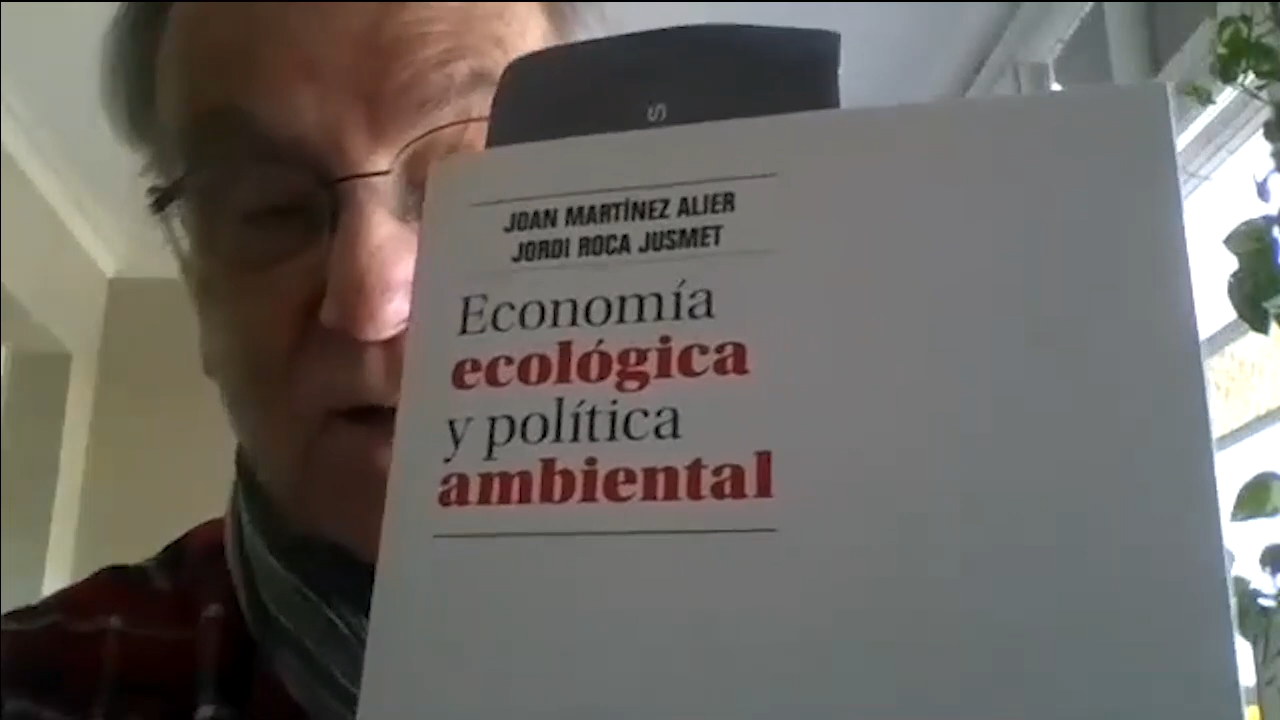 S
JOAN MARTÍNEZ ALIER
JORDI ROCA JUSMET
Economía
ecológica
y política
ambiental